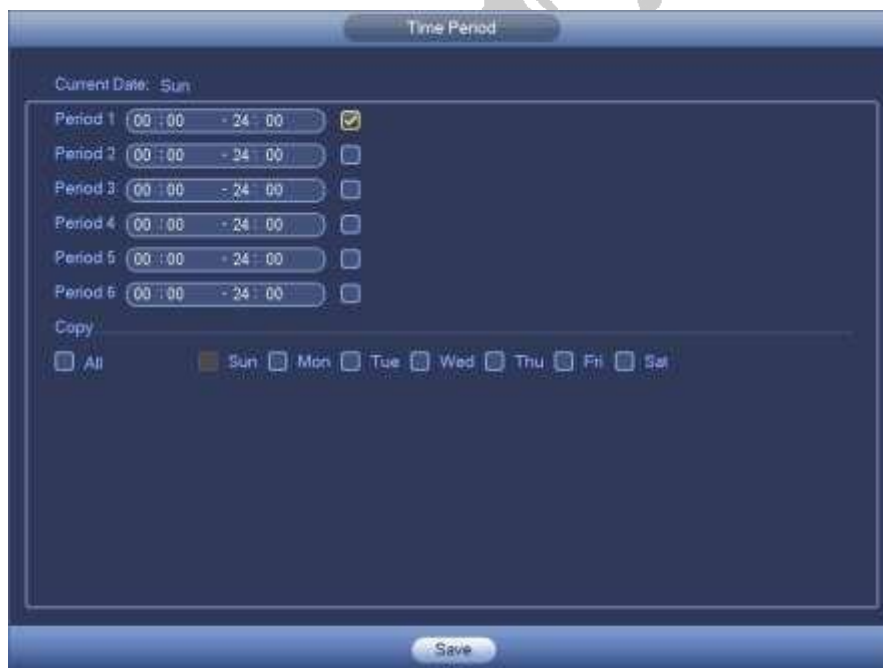 Time Period
Current Date: Sun
Period 1 00 : 00 - 24 : 00
Period 2 00 : 00 - 24 : 00
Period 3 00 : 00 - 24 : 00
Period 4 00 : 00 - 24 : 00
Period 5 00 : 00 - 24 : 00
Period 6 00 : 00 - 24 : 00
Copy
All Sun Mon Tue Wed Thu Fri Sat
Save